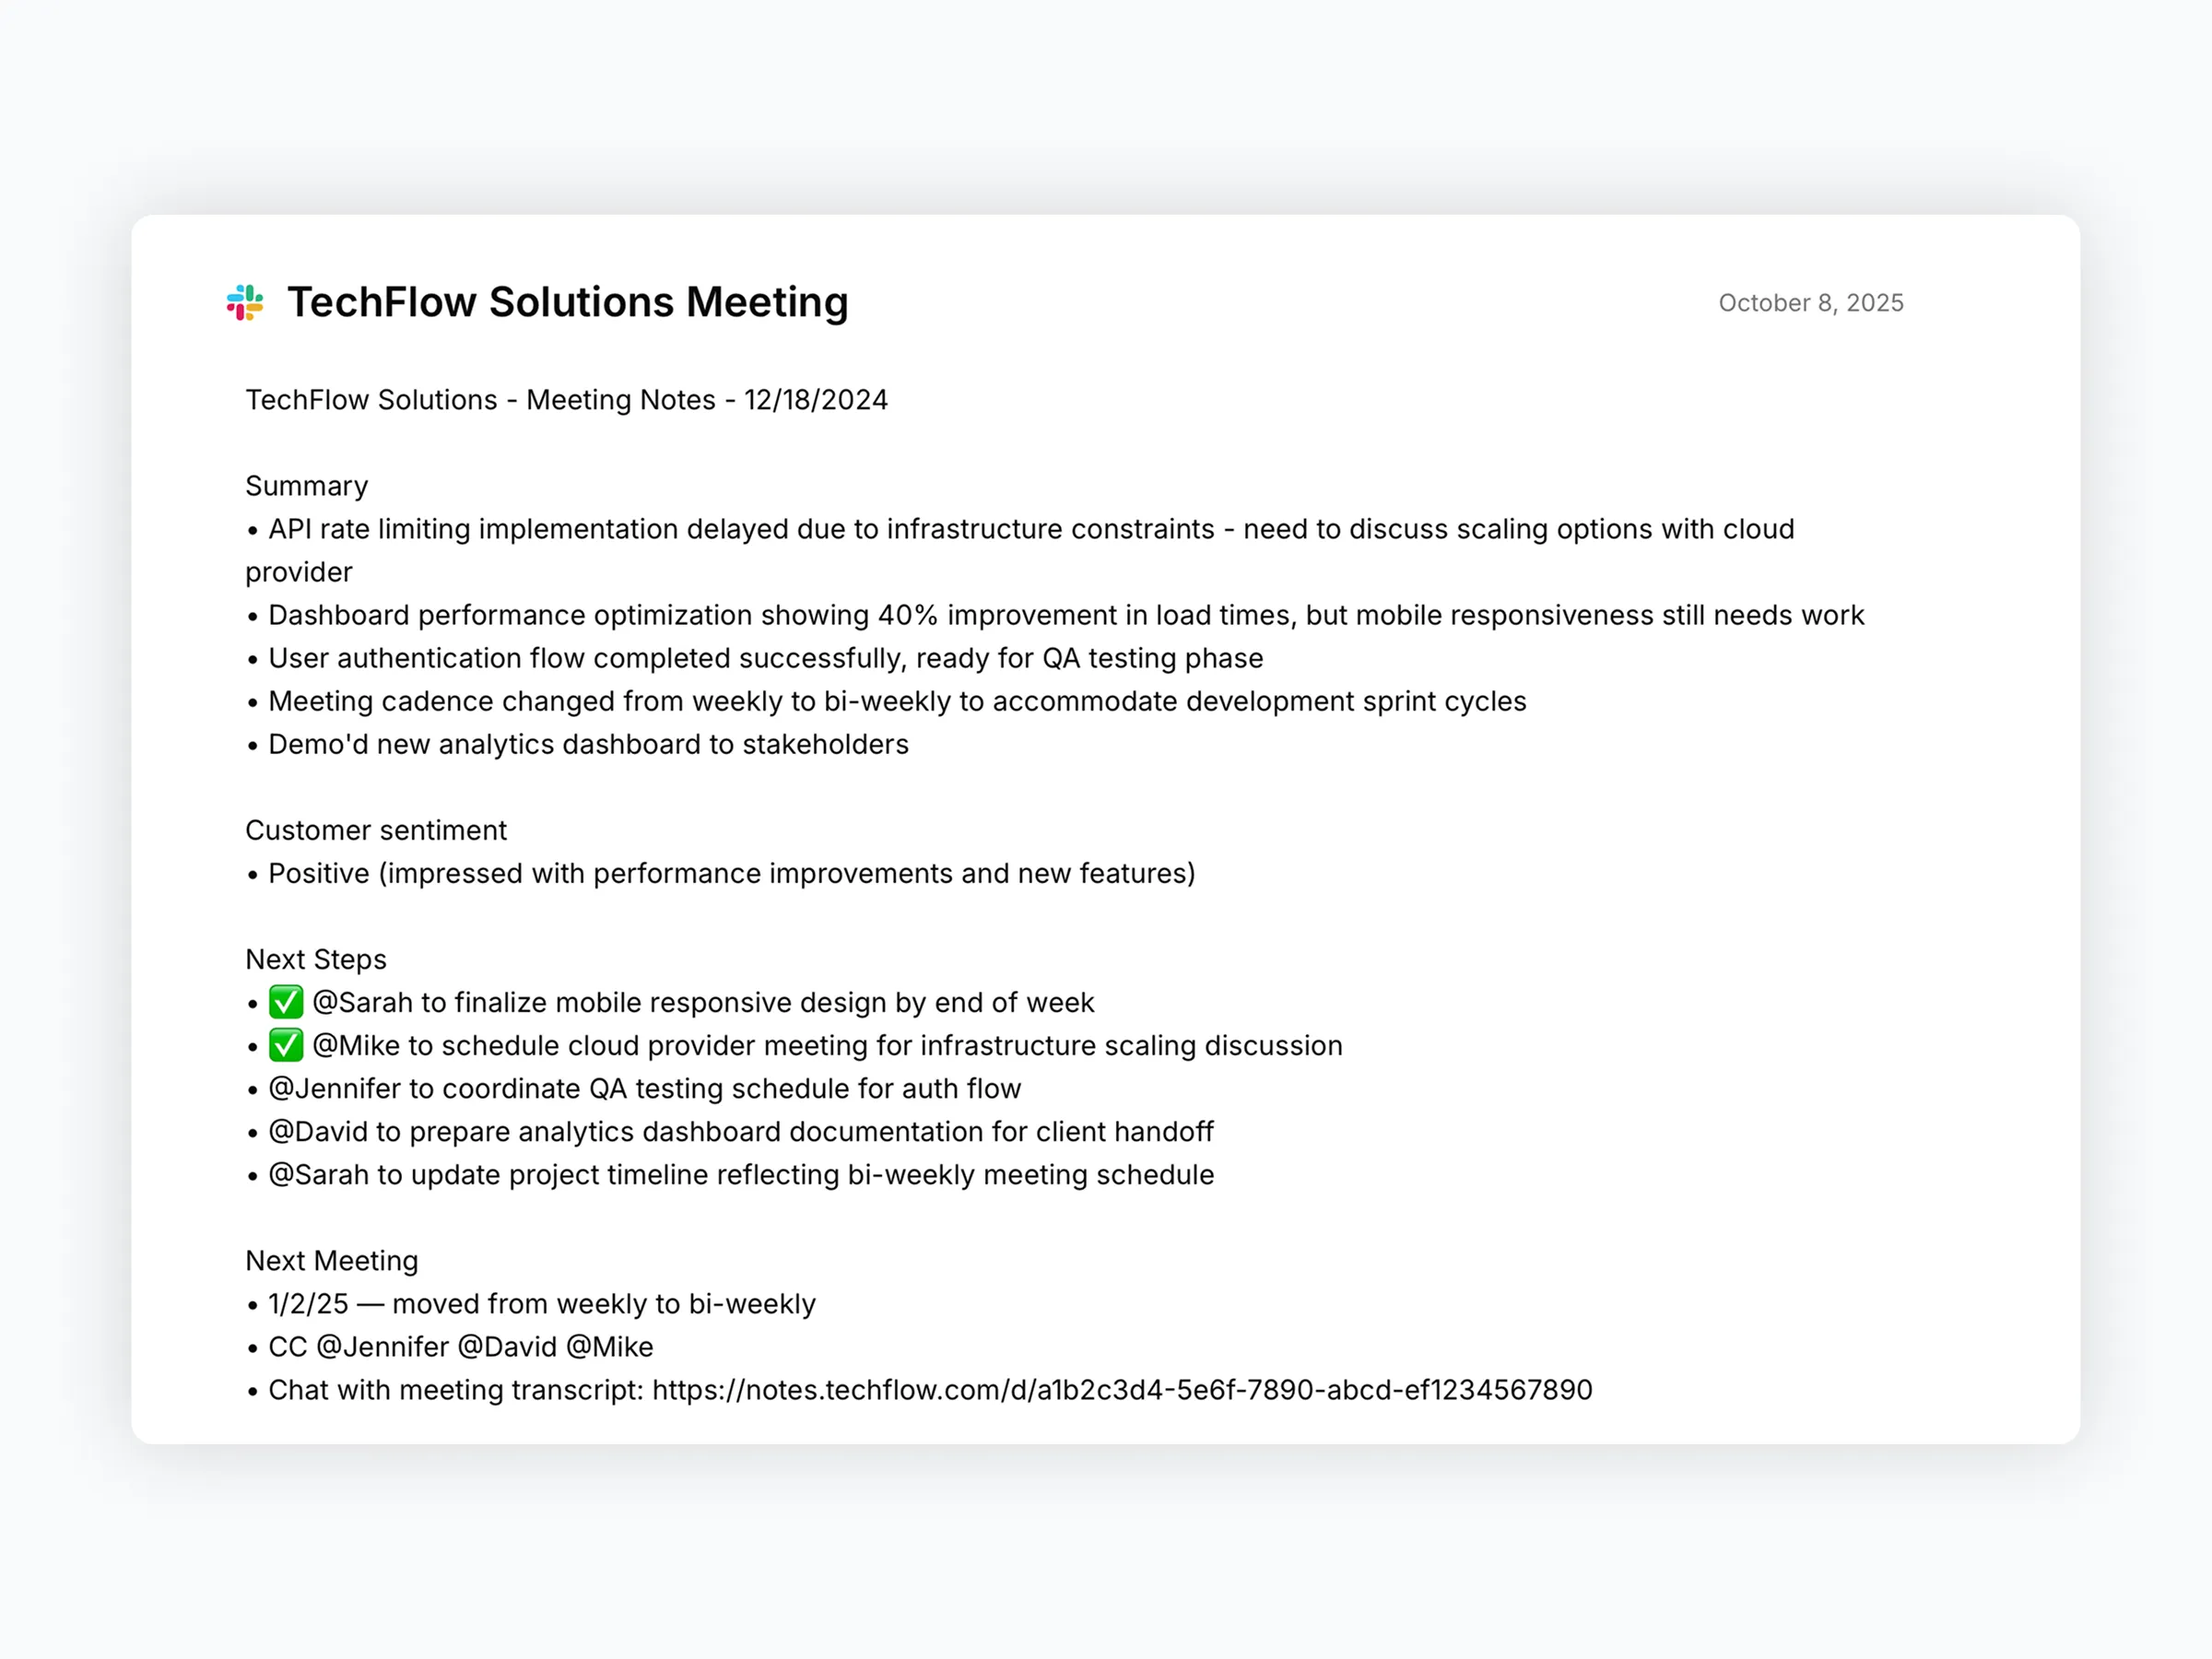 TechFlow Solutions Meeting
October 8, 2025
TechFlow Solutions - Meeting Notes - 12/18/2024
Summary
• API rate limiting implementation delayed due to infrastructure constraints - need to discuss scaling options with cloud
provider
• Dashboard performance optimization showing 40% improvement in load times, but mobile responsiveness still needs work
• User authentication flow completed successfully, ready for QA testing phase
• Meeting cadence changed from weekly to bi-weekly to accommodate development sprint cycles
• Demo'd new analytics dashboard to stakeholders
Customer sentiment
• Positive (impressed with performance improvements and new features)
Next Steps
• ✅ @Sarah to finalize mobile responsive design by end of week
• ✅ @Mike to schedule cloud provider meeting for infrastructure scaling discussion
• @Jennifer to coordinate QA testing schedule for auth flow
• @David to prepare analytics dashboard documentation for client handoff
• @Sarah to update project timeline reflecting bi-weekly meeting schedule
Next Meeting
• 1/2/25 — moved from weekly to bi-weekly
• CC @Jennifer @David @Mike
• Chat with meeting transcript: https://notes.techflow.com/d/a1b2c3d4-5e6f-7890-abcd-ef1234567890